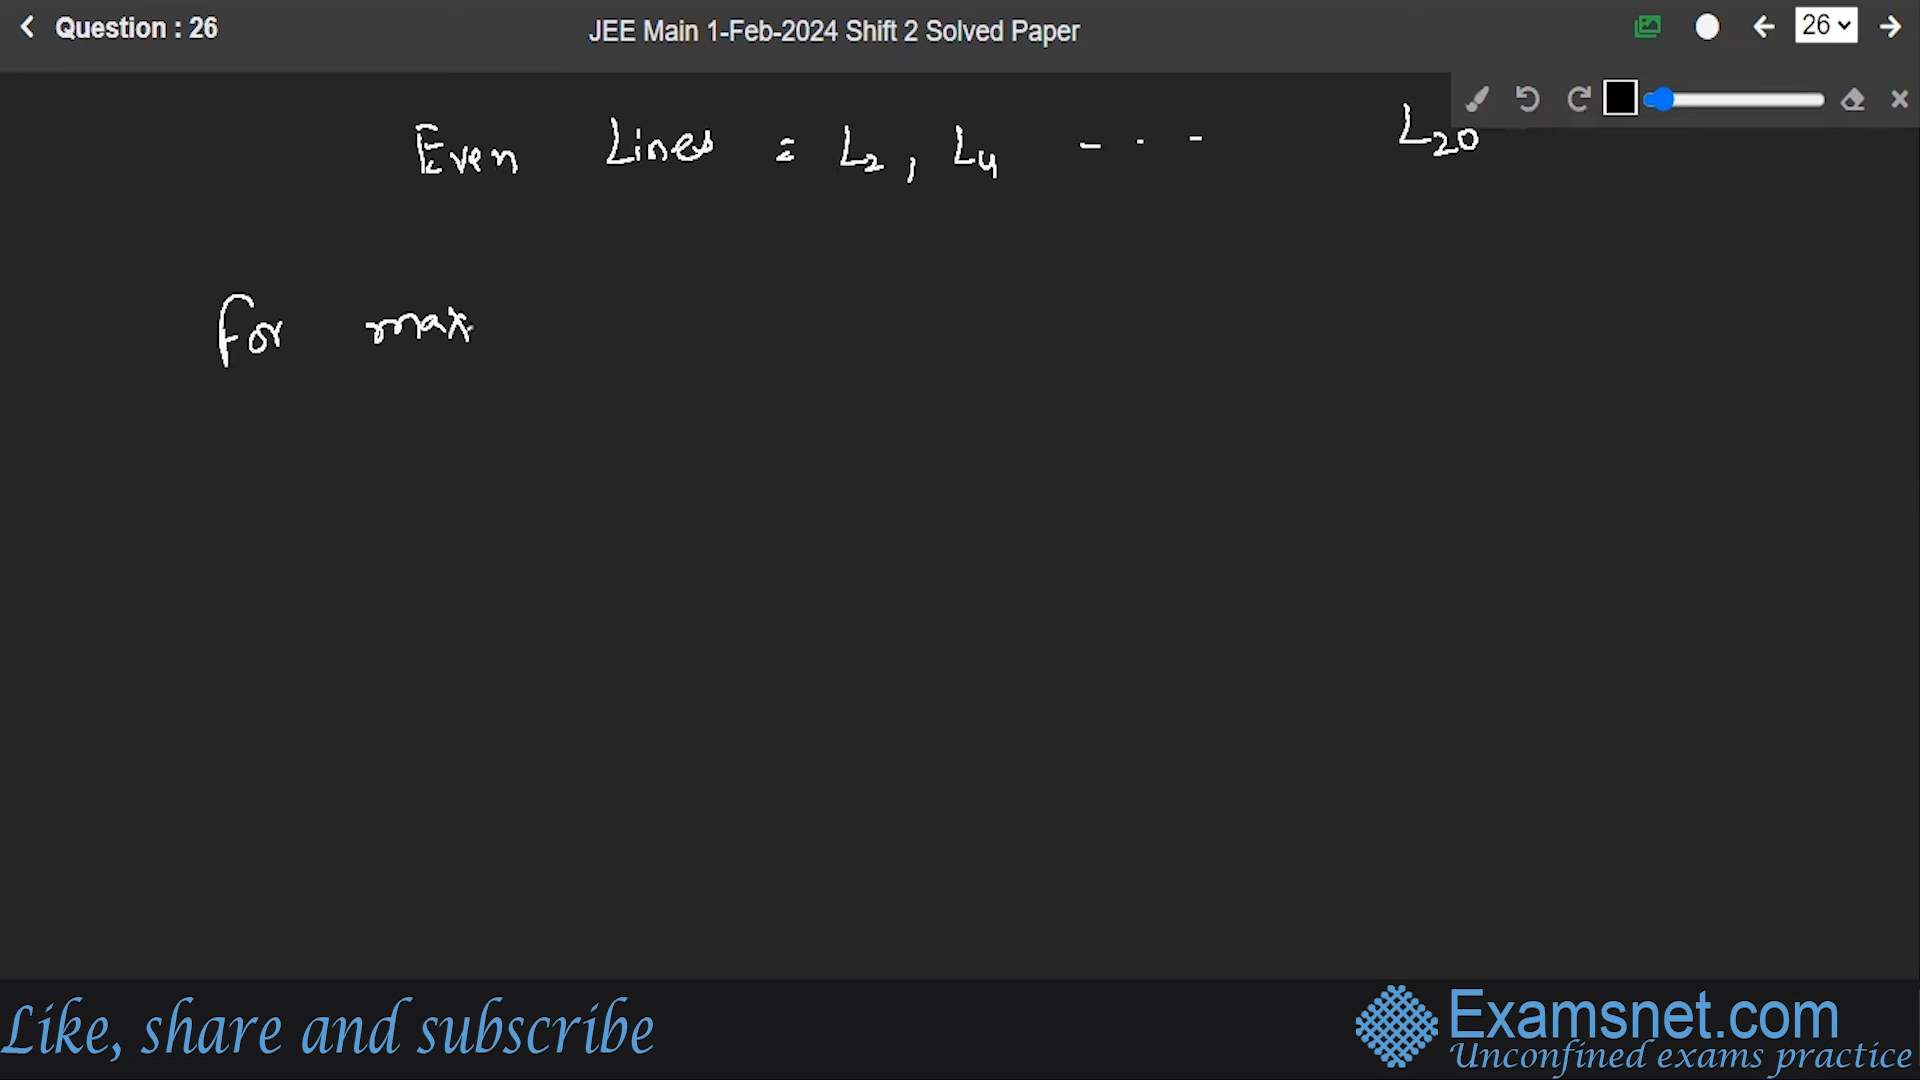 Question : 26
JEE Main 1-Feb-2024 Shift 2 Solved Paper
26
Even Lines = L2, L4 - . - L20
For max
Like, share and subscribe
Examsnet.com
Unconfined exams practice